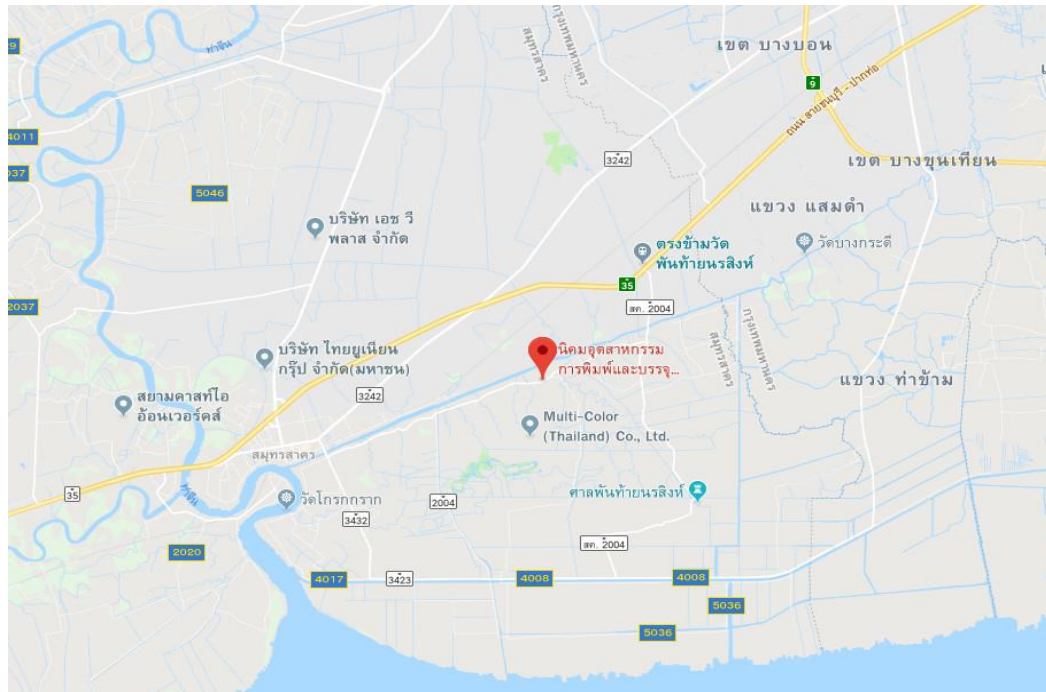 9
ท่าจีน
สมุทรสาคร
กรุงเทพมหานคร
เขต บางบอน
9
ถนน สายธนบุรี - ปากท่อ
4011
037
3242
เขต บางขุนเทียน
5046
แขวง แสมดำ
บริษัท เอช วี
พลาส จำกัด
ตรงข้ามวัด
พันท้ายนรสิงห์
วัดบางกระดี่
35
2037
สค. 2004
สมุทรสาคร
กรุงเทพมหานคร
บริษัท ไทยยูเนี่ยน
กรุ๊ป จำกัด(มหาชน)
นิคมอุตสาหกรรม
การพิมพ์และบรรจุ...
แขวง ท่าข้าม
3242
สยามคาสท์ไอ
อ้อนเวอร์คส์
Multi-Color
(Thailand) Co., Ltd.
สมุทรสาคร
35
ท่าจีน
วัดโกรกกราก
2004
ศาลพันท้ายนรสิงห์
3432
2020
สค. 2004
4017
3423
4008
4008
5036
5036